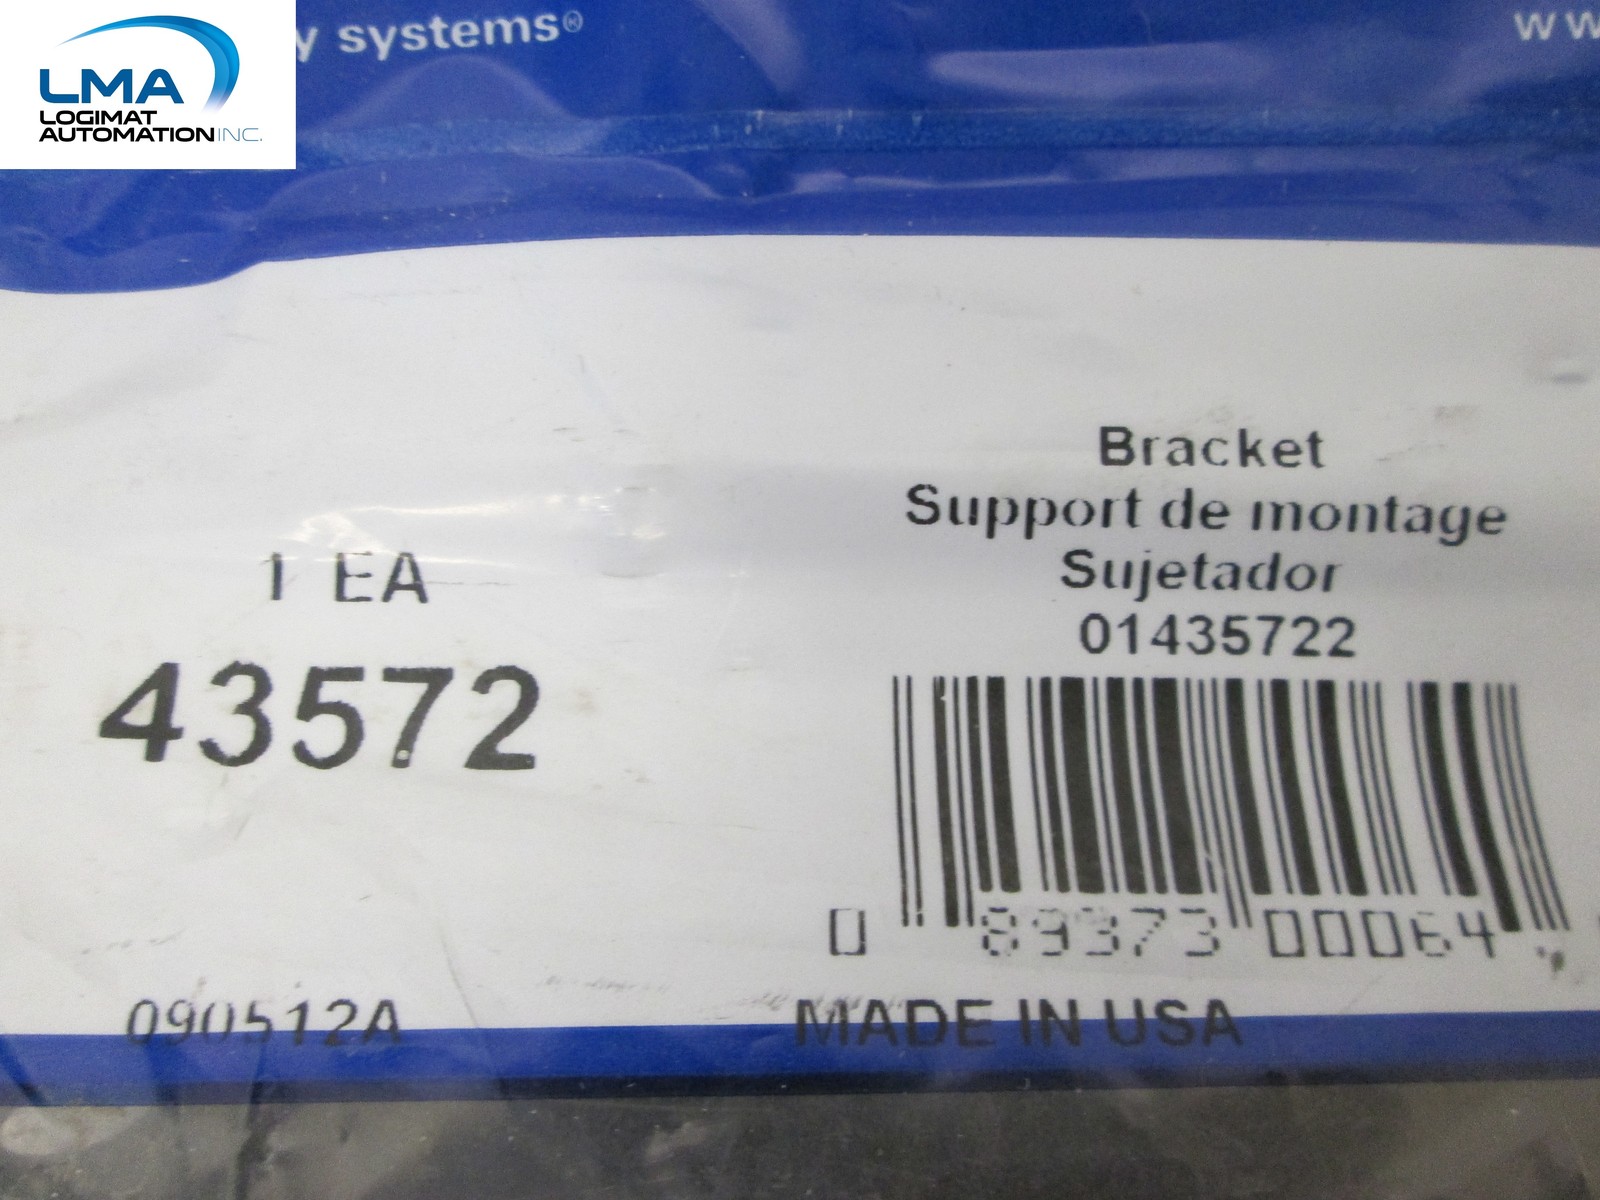 LMA
LOGIMAT
AUTOMATION INC.
y systems®
ww
Bracket
Support de montage
Sujetador
01435722
1 EA
43572
0 89373 00064
090512A
MADE IN USA